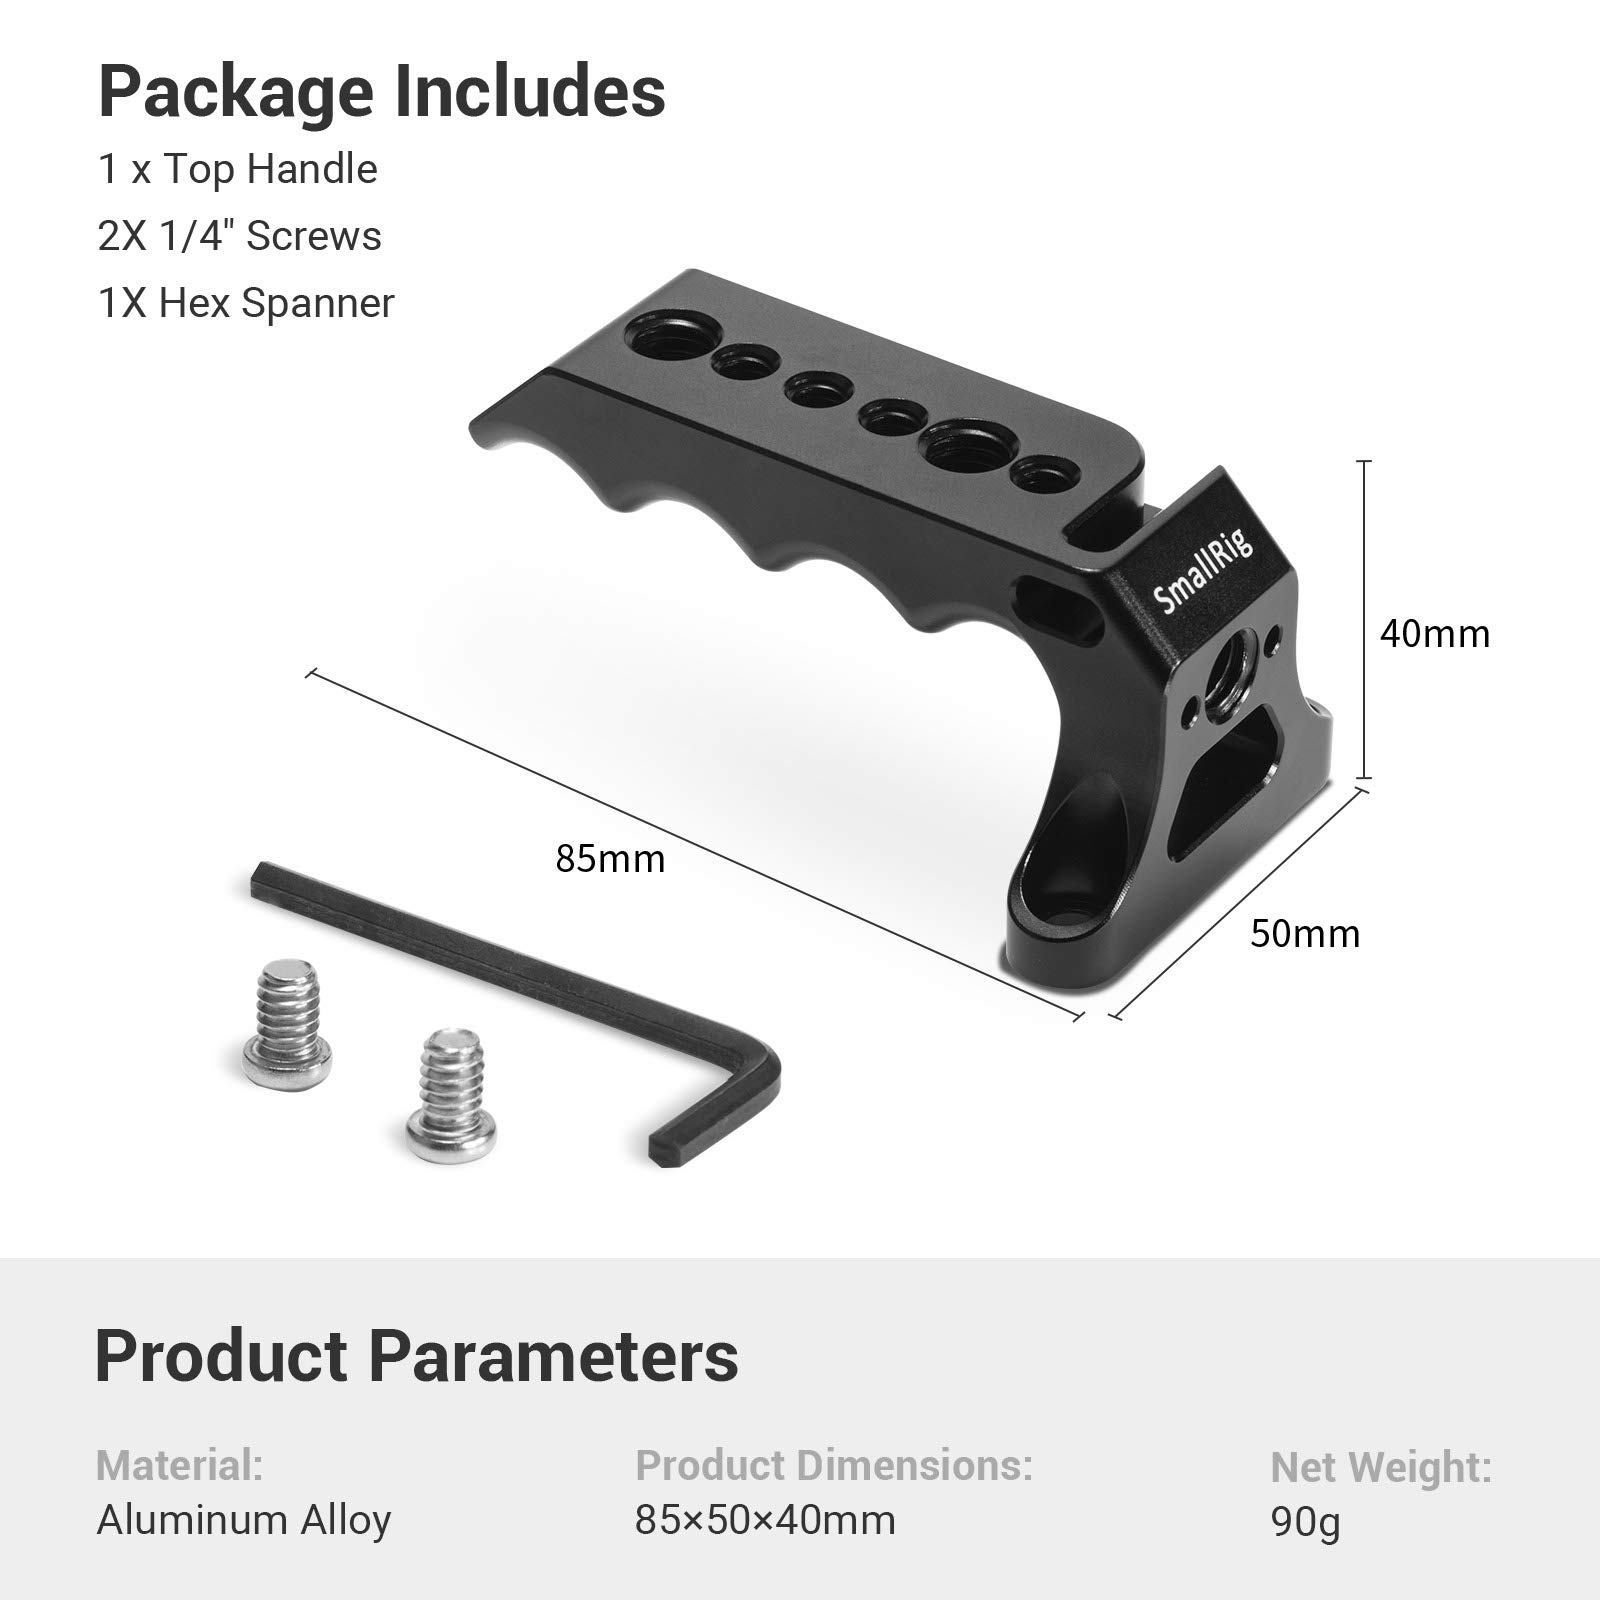 Package Includes
1 x Top Handle
2X 1/4" Screws
1X Hex Spanner
SmallRig
40mm
85mm
50mm
Product Parameters
Material:
Aluminum Alloy
Product Dimensions:
85×50×40mm
Net Weight:
90g